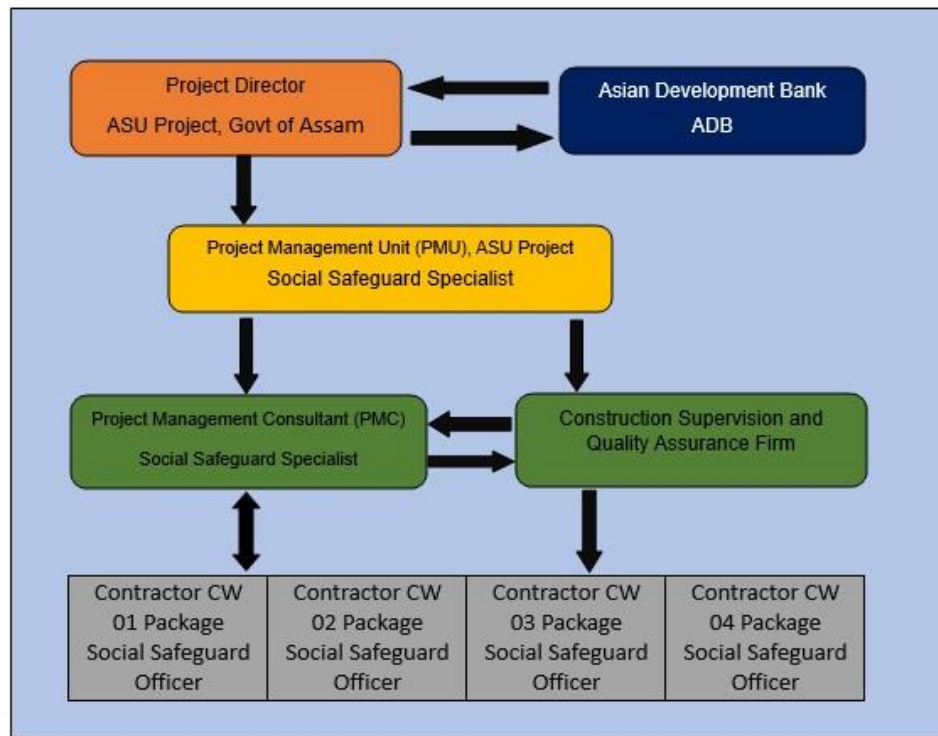 Project Director
ASU Project, Govt of Assam
Asian Development Bank
ADB
Project Management Unit (PMU), ASU Project
Social Safeguard Specialist
Project Management Consultant (PMC)
Social Safeguard Specialist
Construction Supervision and
Quality Assurance Firm
Contractor CW
01 Package
Social Safeguard
Officer
Contractor CW
02 Package
Social Safeguard
Officer
Contractor CW
03 Package
Social Safeguard
Officer
Contractor CW
04 Package
Social Safeguard
Officer